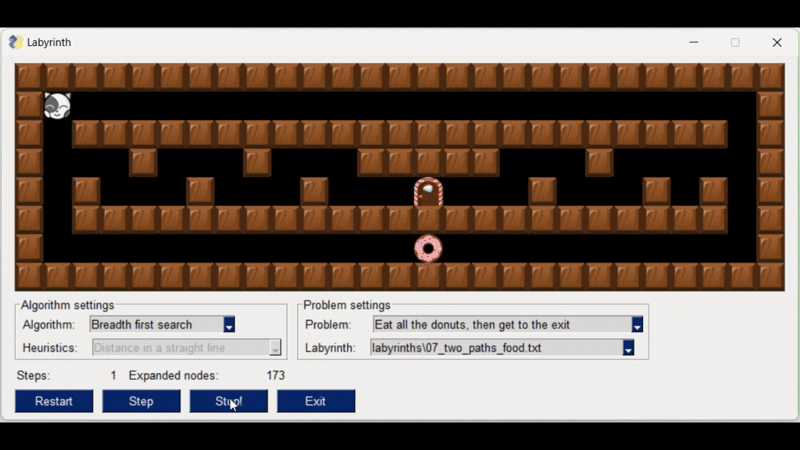 Labyrinth
Algorithm settings
Algorithm: Breadth first search
Heuristics: Distance in a straight line
Problem settings
Problem: Eat all the donuts, then get to the exit
Labyrinth: labyrinths\07_two_paths_food.txt
Steps: 1 Expanded nodes: 173
Restart Step Stop! Exit